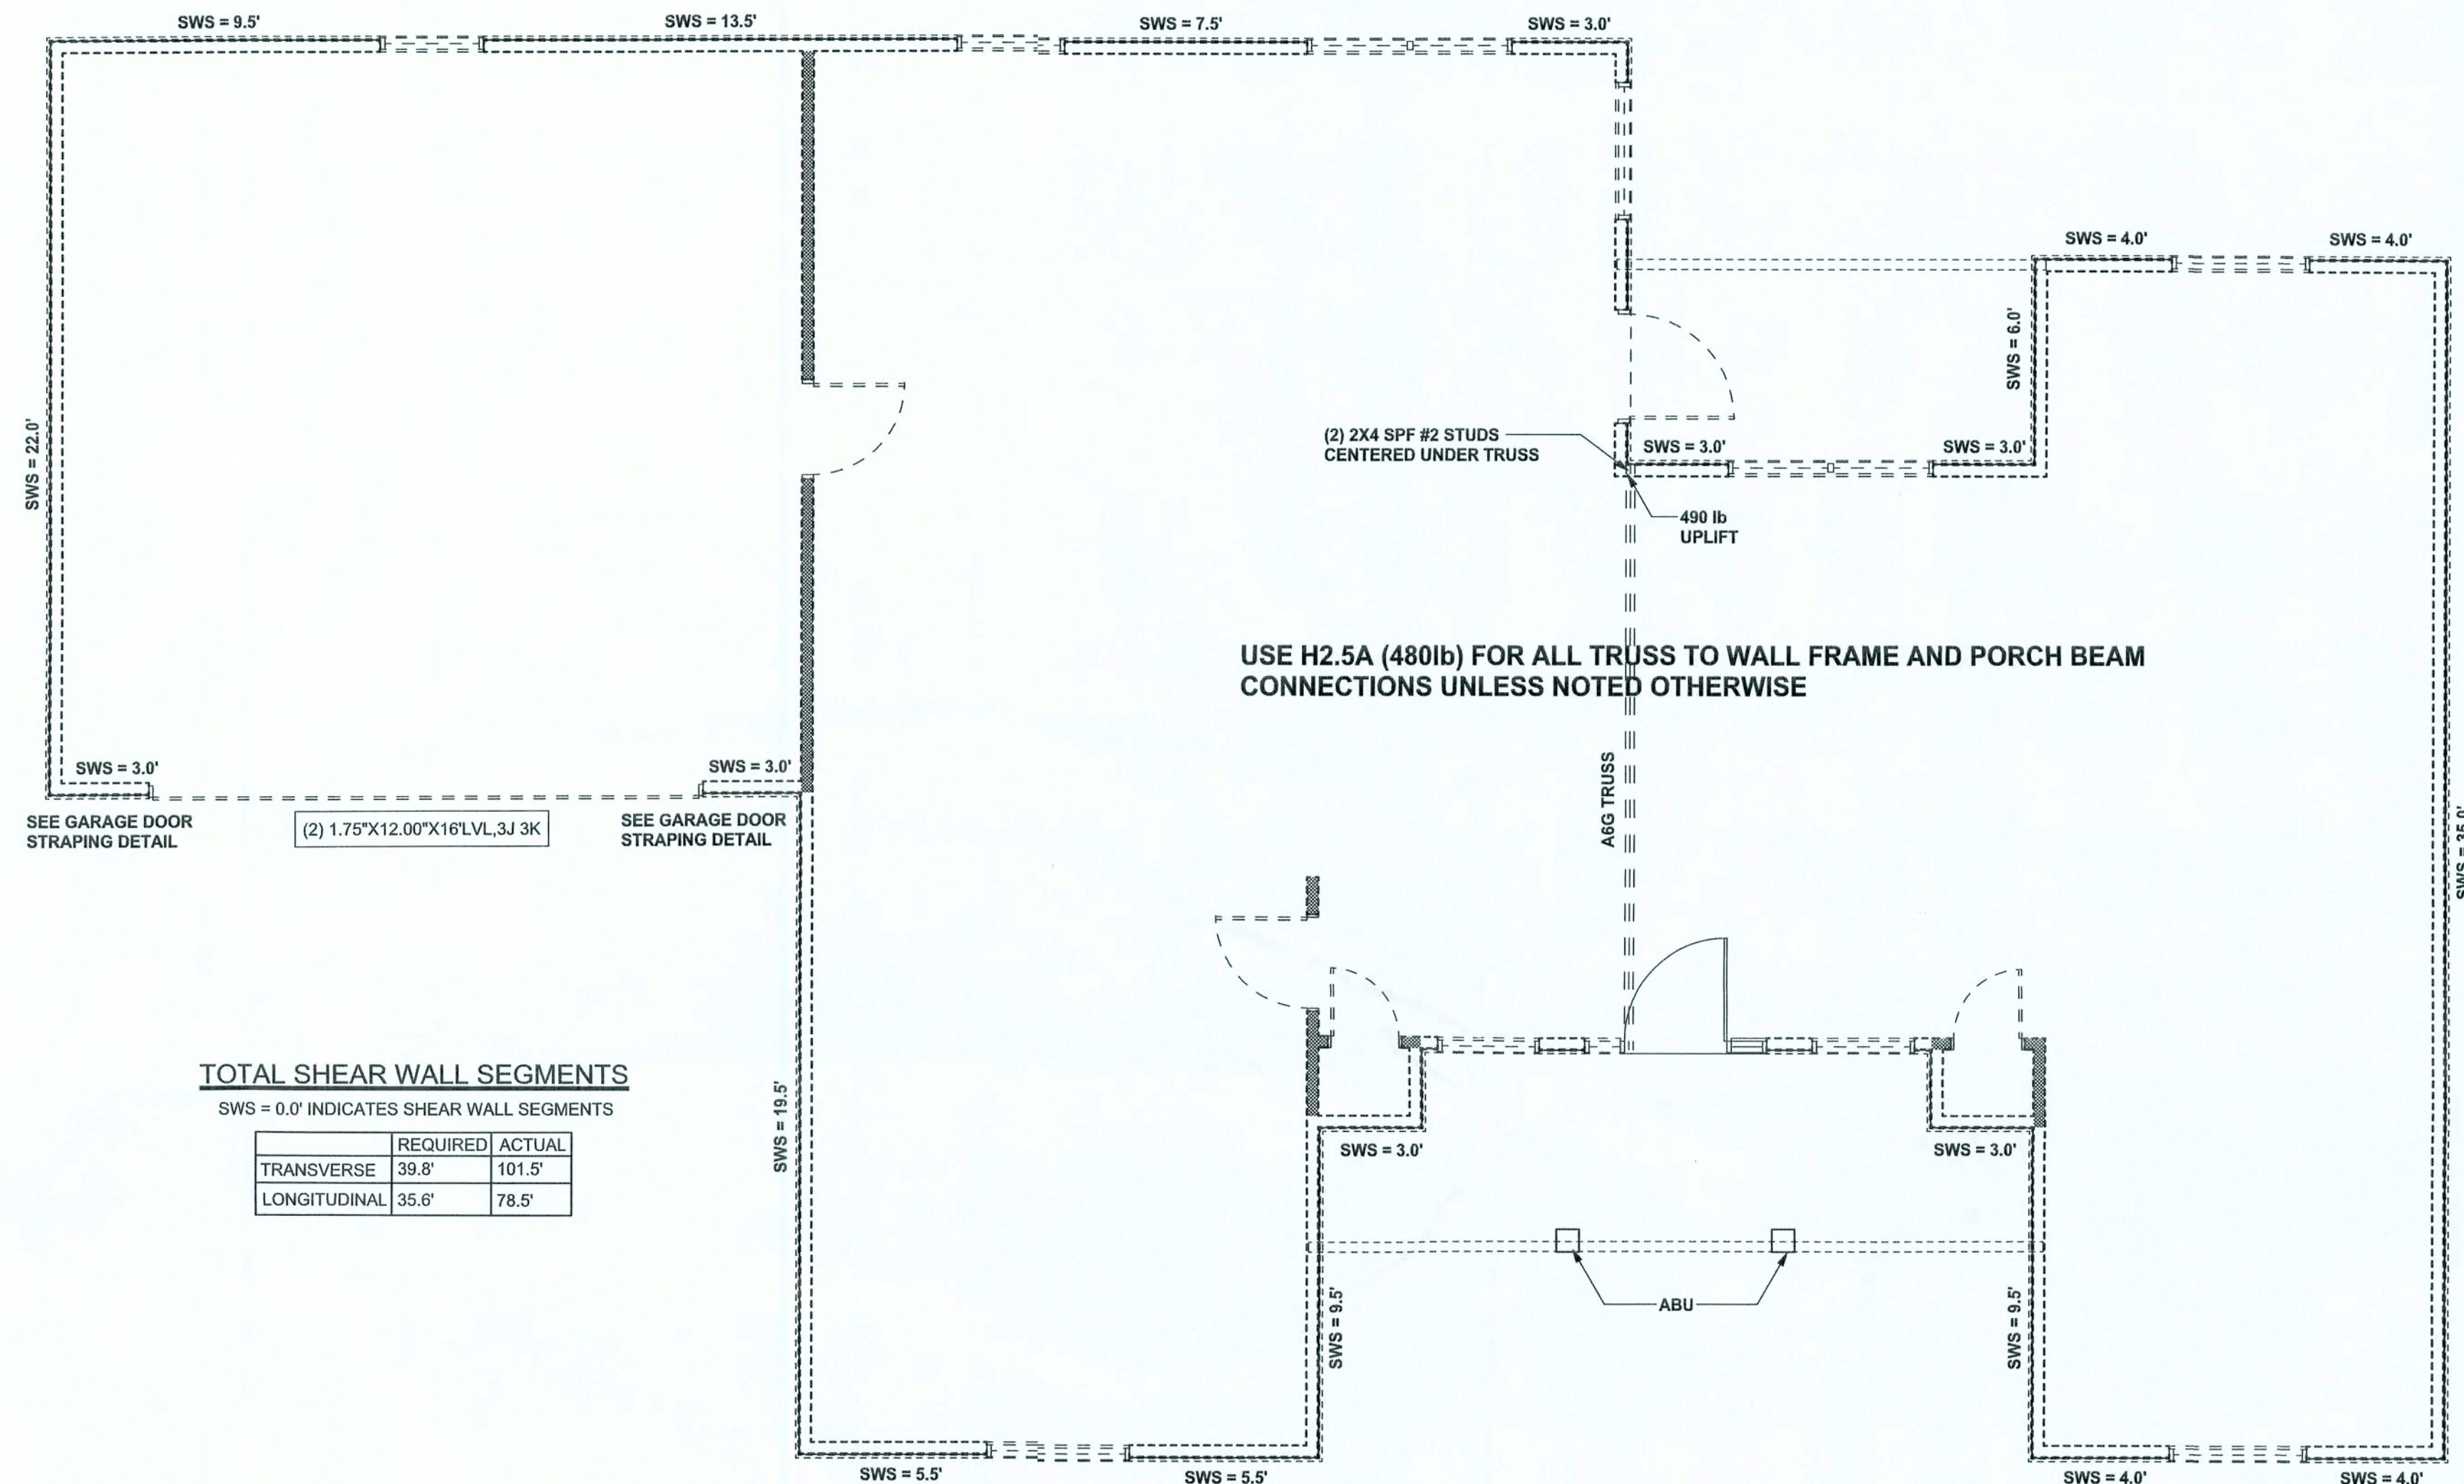 SWS = 9.5'
SWS = 13.5'
SWS = 7.5'
SWS = 3.0'
SWS = 4.0'
SWS = 4.0'
SWS = 6.0'
SWS = 22.0'
(2) 2X4 SPF #2 STUDS
CENTERED UNDER TRUSS
SWS = 3.0'
SWS = 3.0'
490 lb
UPLIFT
USE H2.5A (480lb) FOR ALL TRUSS TO WALL FRAME AND PORCH BEAM
CONNECTIONS UNLESS NOTED OTHERWISE
A6G TRUSS
SWS = 35.0'
SWS = 3.0'
SWS = 3.0'
SEE GARAGE DOOR
STRAPING DETAIL
(2) 1.75"X12.00"X16'LVL,3J 3K
SEE GARAGE DOOR
STRAPING DETAIL
TOTAL SHEAR WALL SEGMENTS
SWS = 0.0' INDICATES SHEAR WALL SEGMENTS
REQUIRED ACTUAL
TRANSVERSE 39.8' 101.5'
LONGITUDINAL 35.6' 78.5'
SWS = 19.5'
SWS = 3.0'
SWS = 3.0'
SWS = 9.5'
ABU
SWS = 9.5'
SWS = 5.5'
SWS = 5.5'
SWS = 4.0'
SWS = 4.0'